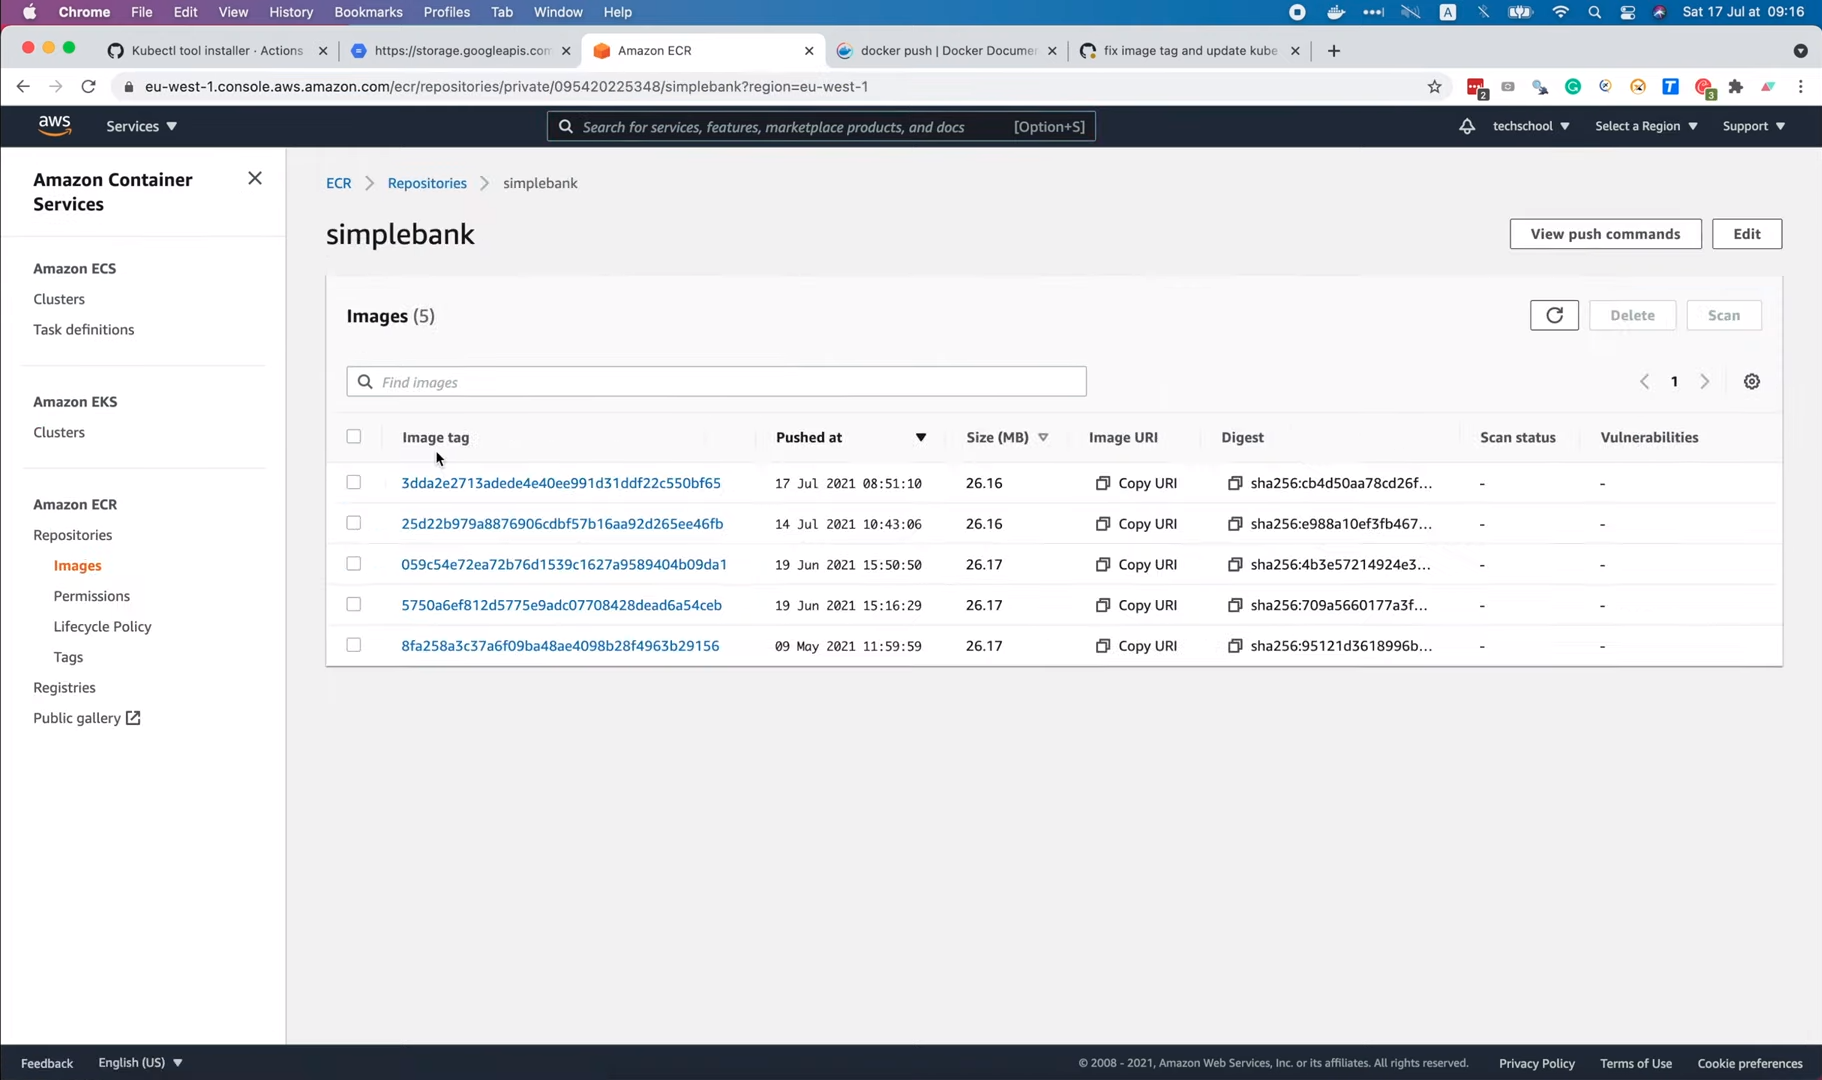 Chrome File Edit View History Bookmarks Profiles Tab Window Help
A
Sat 17 Jul at 09:16
Kubectl tool installer · Actions
https://storage.googleapis.com
Amazon ECR
docker push | Docker Documen
fix image tag and update kube
eu-west-1.console.aws.amazon.com/ecr/repositories/private/095420225348/simplebank?region=eu-west-1
2
T
3
aws
Services
Search for services, features, marketplace products, and docs [Option+S]
techschool
Select a Region
Support
Amazon Container
Services
Amazon ECS
Clusters
Task definitions
Amazon EKS
Clusters
Amazon ECR
Repositories
Images
Permissions
Lifecycle Policy
Tags
Registries
Public gallery
ECR Repositories simplebank
simplebank
View push commands
Edit
Images (5)
Delete
Scan
Find images
1
Image tag Pushed at Size (MB) Image URI Digest Scan status Vulnerabilities
3dda2e2713adede4e40ee991d31ddf22c550bf65 17 Jul 2021 08:51:10 26.16 Copy URI sha256:cb4d50aa78cd26f... - -
25d22b979a8876906cdbf57b16aa92d265ee46fb 14 Jul 2021 10:43:06 26.16 Copy URI sha256:e988a10ef3fb467... - -
059c54e72ea72b76d1539c1627a9589404b09da1 19 Jun 2021 15:50:50 26.17 Copy URI sha256:4b3e57214924e3... - -
5750a6ef812d5775e9adc07708428dead6a54ceb 19 Jun 2021 15:16:29 26.17 Copy URI sha256:709a5660177a3f... - -
8fa258a3c37a6f09ba48ae4098b28f4963b29156 09 May 2021 11:59:59 26.17 Copy URI sha256:95121d3618996b... - -
Feedback English (US)
© 2008 - 2021, Amazon Web Services, Inc. or its affiliates. All rights reserved. Privacy Policy Terms of Use Cookie preferences